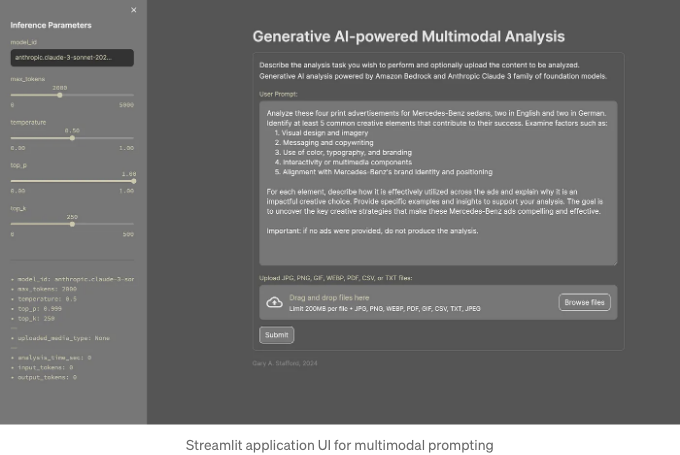 ×
Inference Parameters
model_id
anthropic.claude-3-sonnet-202...
max_tokens
2000
0 5000
temperature
0.50
0.00 1.00
top_p
1.00
0.00 1.00
top_k
250
0 500
• model_id: anthropic.claude-3-sor
• max_tokens: 2000
• temperature: 0.5
• top_p: 0.999
• top_k: 250
—
• uploaded_media_type: None
—
• analysis_time_sec: 0
• input_tokens: 0
• output_tokens: 0
Generative AI-powered Multimodal Analysis
Describe the analysis task you wish to perform and optionally upload the content to be analyzed.
Generative AI analysis powered by Amazon Bedrock and Anthropic Claude 3 family of foundation models.
User Prompt:
Analyze these four print advertisements for Mercedes-Benz sedans, two in English and two in German.
Identify at least 5 common creative elements that contribute to their success. Examine factors such as:
1. Visual design and imagery
2. Messaging and copywriting
3. Use of color, typography, and branding
4. Interactivity or multimedia components
5. Alignment with Mercedes-Benz's brand identity and positioning
For each element, describe how it is effectively utilized across the ads and explain why it is an
impactful creative choice. Provide specific examples and insights to support your analysis. The goal is
to uncover the key creative strategies that make these Mercedes-Benz ads compelling and effective.
Important: if no ads were provided, do not produce the analysis.
Upload JPG, PNG, GIF, WEBP, PDF, CSV, or TXT files:
Drag and drop files here
Limit 200MB per file • JPG, PNG, WEBP, PDF, GIF, CSV, TXT, JPEG
Browse files
Submit
Gary A. Stafford, 2024
Streamlit application UI for multimodal prompting